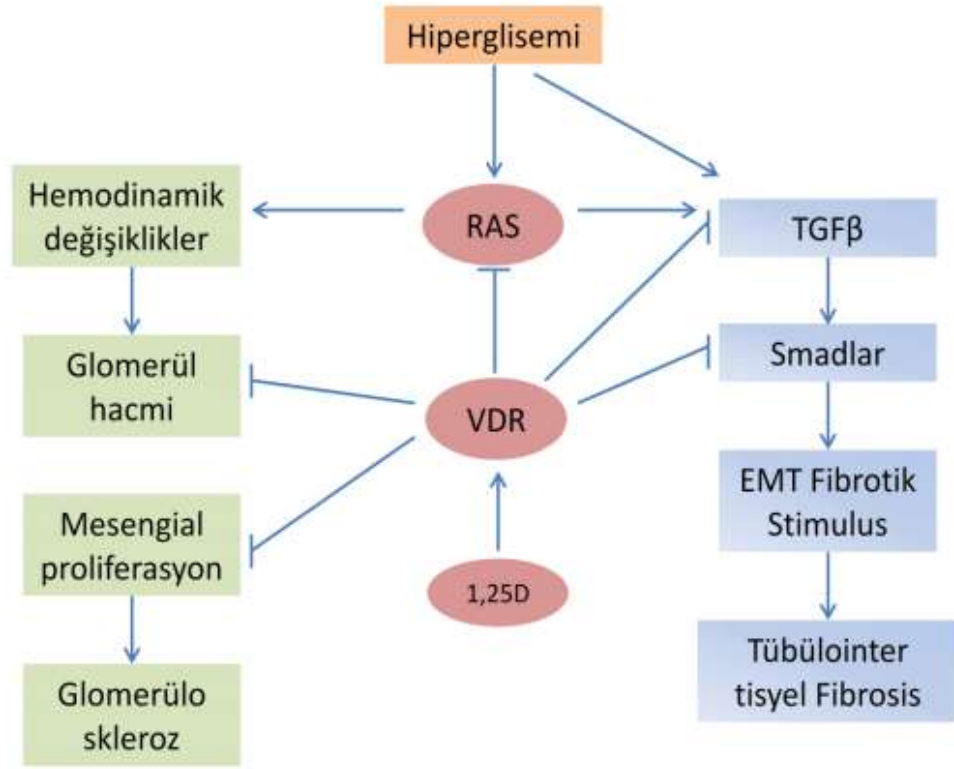 Hiperglisemi
Hemodinamik
değişiklikler
RAS
TGFβ
Glomerül
hacmi
VDR
Smadlar
Mesengial
proliferasyon
1,25D
EMT Fibrotik
Stimulus
Glomerülo
skleroz
Tübülointer
tisyel Fibrosis